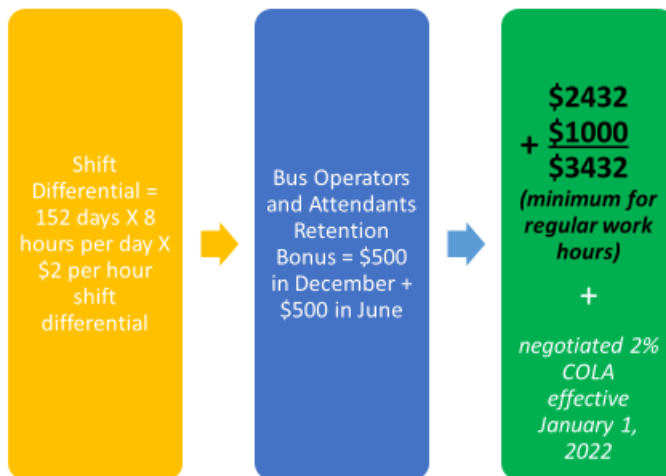 Shift
Differential =
152 days X 8
hours per day X
$2 per hour
shift
differential
Bus Operators
and Attendants
Retention
Bonus = $500
in December +
$500 in June
$2432
+ $1000
$3432
(minimum for
regular work
hours)
+
negotiated 2%
COLA
effective
January 1,
2022